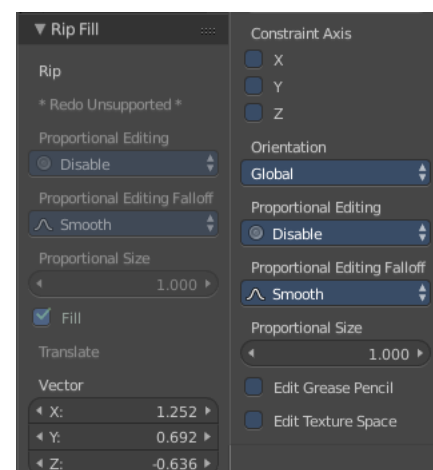 Rip Fill
Rip
* Redo Unsupported *
Proportional Editing
Disable
Proportional Editing Falloff
Smooth
Proportional Size
1.000
Fill
Translate
Vector
X: 1.252
Y: 0.692
Z: -0.636
Constraint Axis
X
Y
Z
Orientation
Global
Proportional Editing
Disable
Proportional Editing Falloff
Smooth
Proportional Size
1.000
Edit Grease Pencil
Edit Texture Space